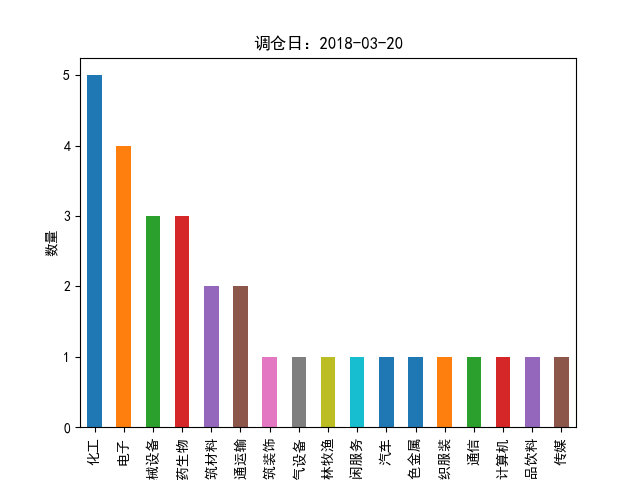 调仓日：2018-03-20
数量
5
4
3
2
1
0
化工
电子
械设备
药生物
筑材料
通运输
筑装饰
气设备
林牧渔
闲服务
汽车
色金属
织服装
通信
计算机
品饮料
传媒